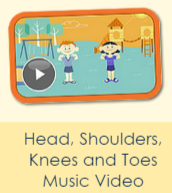 Head, Shoulders,
Knees and Toes
Music Video